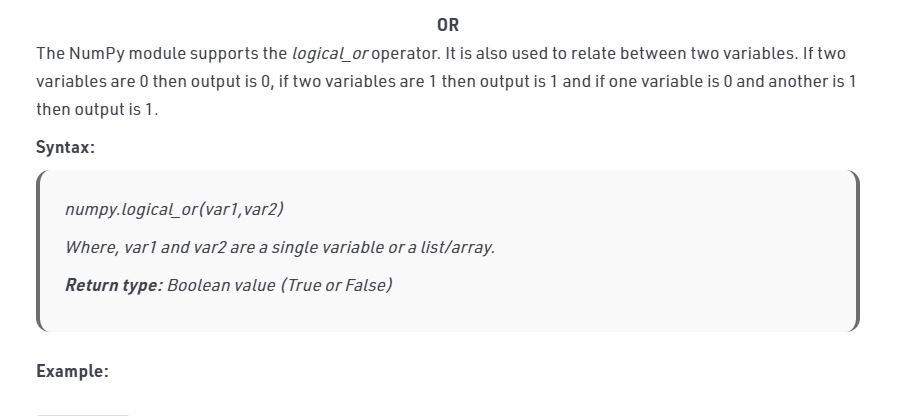 OR
The NumPy module supports the logical_or operator. It is also used to relate between two variables. If two
variables are 0 then output is 0, if two variables are 1 then output is 1 and if one variable is 0 and another is 1
then output is 1.
Syntax:
numpy.logical_or(var1,var2)
Where, var1 and var2 are a single variable or a list/array.
Return type: Boolean value (True or False)
Example: